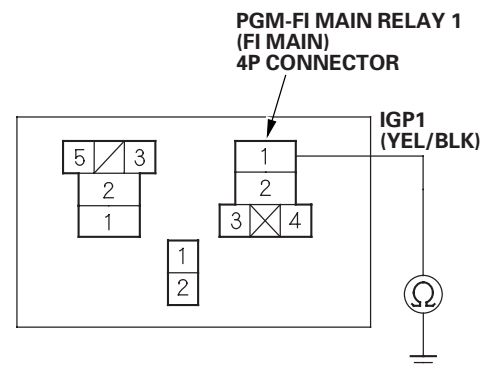 PGM-FI MAIN RELAY 1
(FI MAIN)
4P CONNECTOR
IGP1
(YEL/BLK)
5 3
2
1
1
2
3 4
1
2
Ω